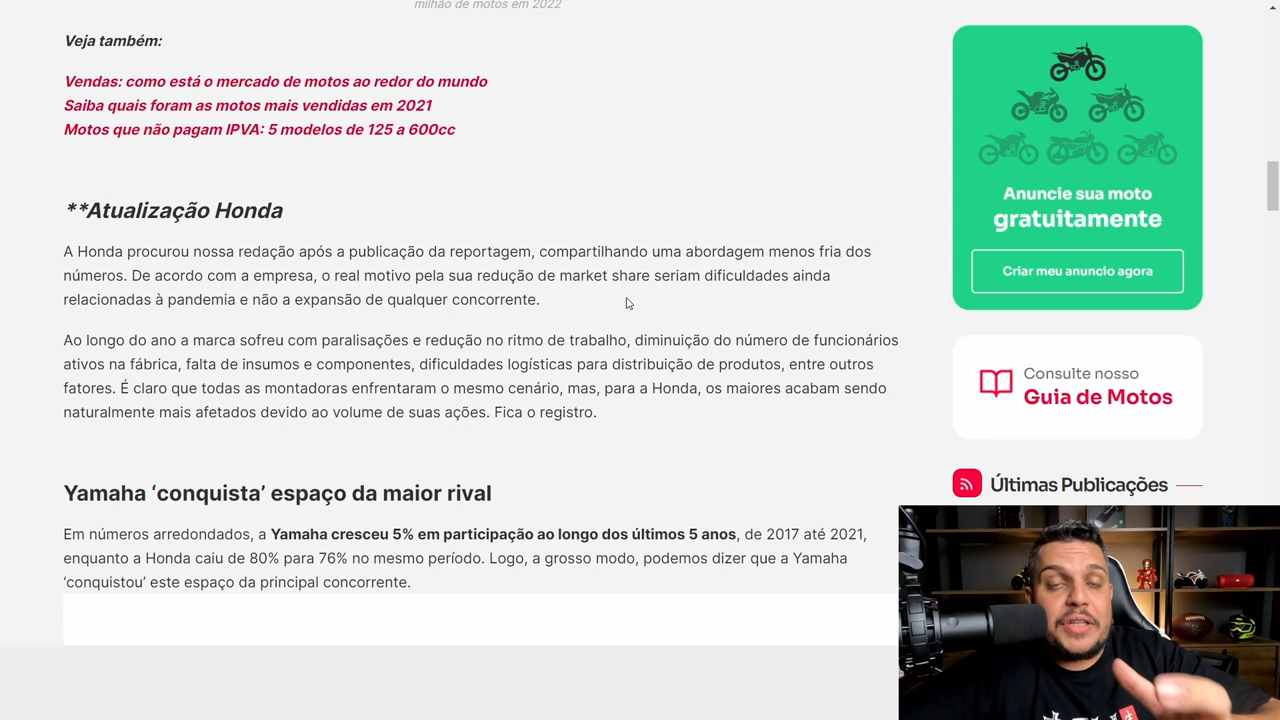 milhão de motos em 2022
Veja também:
Vendas: como está o mercado de motos ao redor do mundo
Saiba quais foram as motos mais vendidas em 2021
Motos que não pagam IPVA: 5 modelos de 125 a 600cc
**Atualização Honda
A Honda procurou nossa redação após a publicação da reportagem, compartilhando uma abordagem menos fria dos
números. De acordo com a empresa, o real motivo pela sua redução de market share seriam dificuldades ainda
relacionadas à pandemia e não a expansão de qualquer concorrente.
Ao longo do ano a marca sofreu com paralisações e redução no ritmo de trabalho, diminuição do número de funcionários
ativos na fábrica, falta de insumos e componentes, dificuldades logísticas para distribuição de produtos, entre outros
fatores. É claro que todas as montadoras enfrentaram o mesmo cenário, mas, para a Honda, os maiores acabam sendo
naturalmente mais afetados devido ao volume de suas ações. Fica o registro.
Yamaha ‘conquista’ espaço da maior rival
Em números arredondados, a Yamaha cresceu 5% em participação ao longo dos últimos 5 anos, de 2017 até 2021,
enquanto a Honda caiu de 80% para 76% no mesmo período. Logo, a grosso modo, podemos dizer que a Yamaha
‘conquistou’ este espaço da principal concorrente.
Anuncie sua moto
gratuitamente
Criar meu anuncio agora
Consulte nosso
Guia de Motos
Últimas Publicações